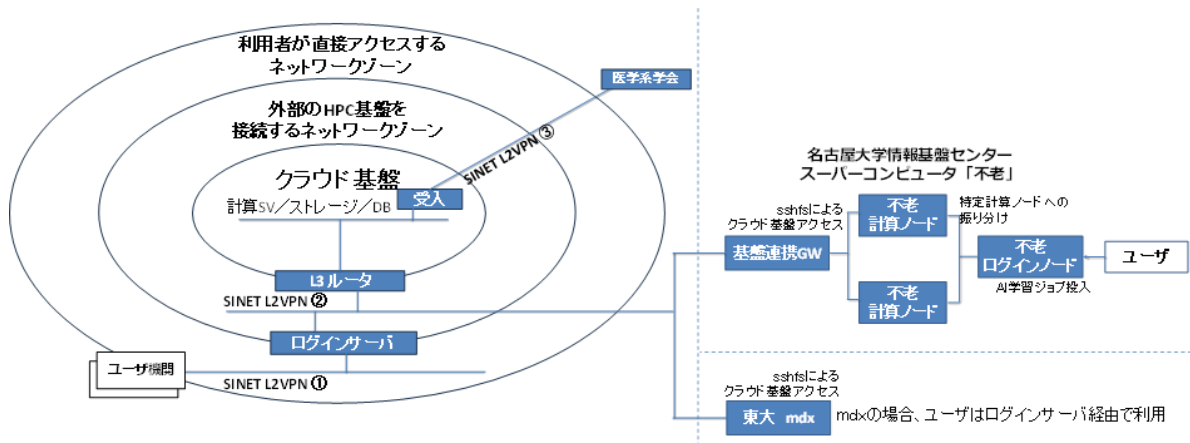 利用者が直接アクセスする
ネットワークゾーン
医学系学会
外部のHPC基盤を
接続するネットワークゾーン
SINET L2VPN ③
クラウド基盤
受入
計算SV／ストレージ／DB
L3ルータ
SINET L2VPN ②
ログインサーバ
ユーザ機関
SINET L2VPN ①
名古屋大学情報基盤センター
スーパーコンピュータ「不老」
sshfsによる
クラウド基盤アクセス
基盤連携GW
不老
計算ノード
特定計算ノードへの
振り分け
不老
ログインノード
ユーザ
AI学習ジョブ投入
不老
計算ノード
sshfsによる
クラウド基盤アクセス
東大 mdx
mdxの場合、ユーザはログインサーバ経由で利用